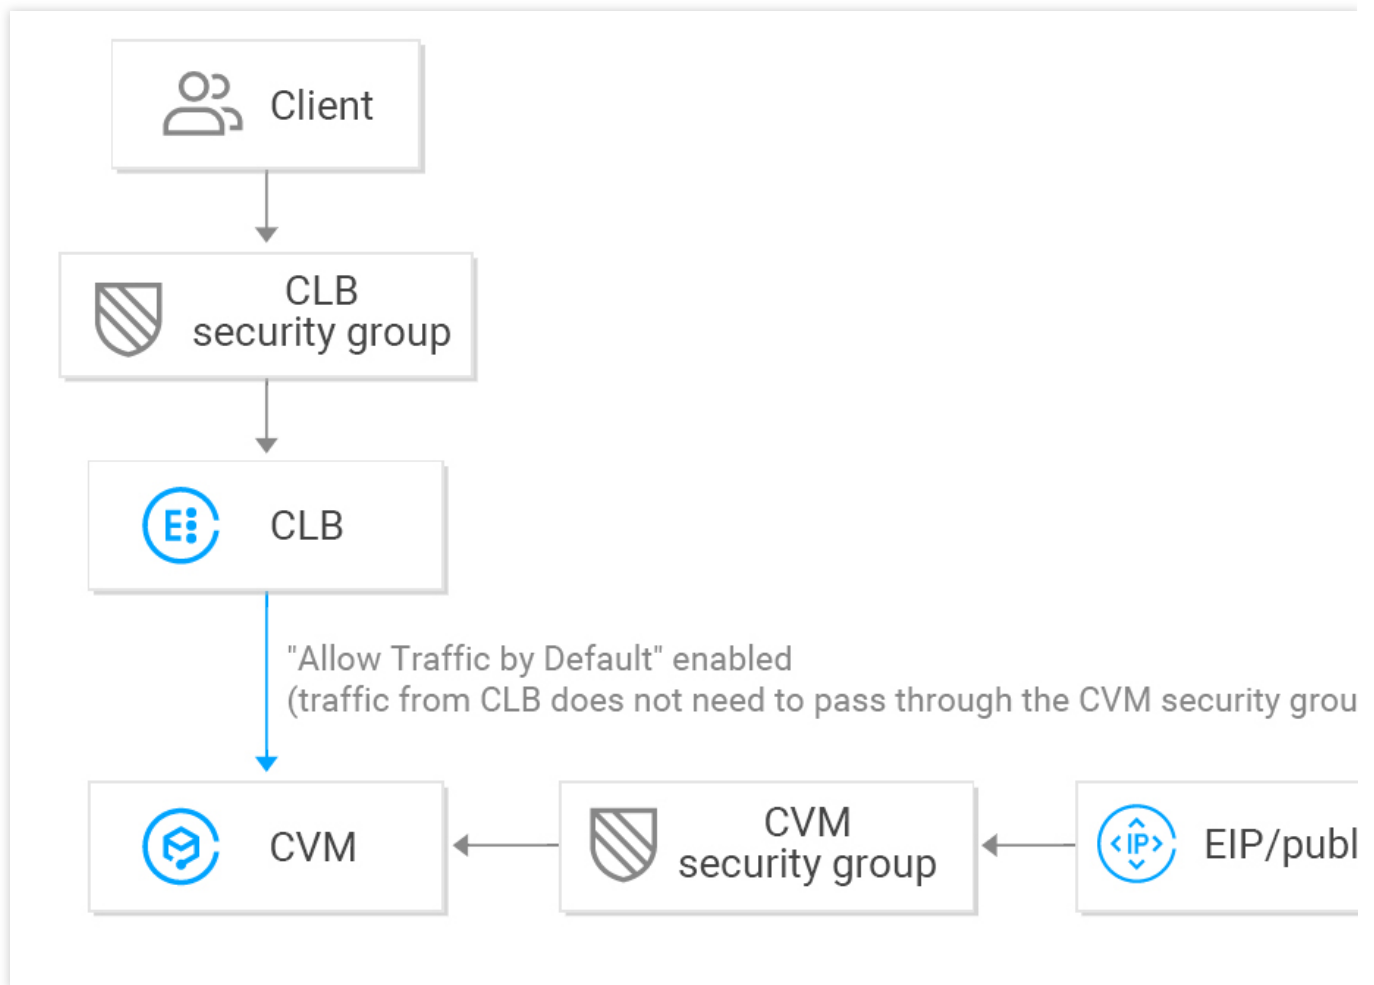 Client
CLB
security group
CLB
"Allow Traffic by Default" enabled
(traffic from CLB does not need to pass through the CVM security grou
CVM
CVM
security group
IP
EIP/publ